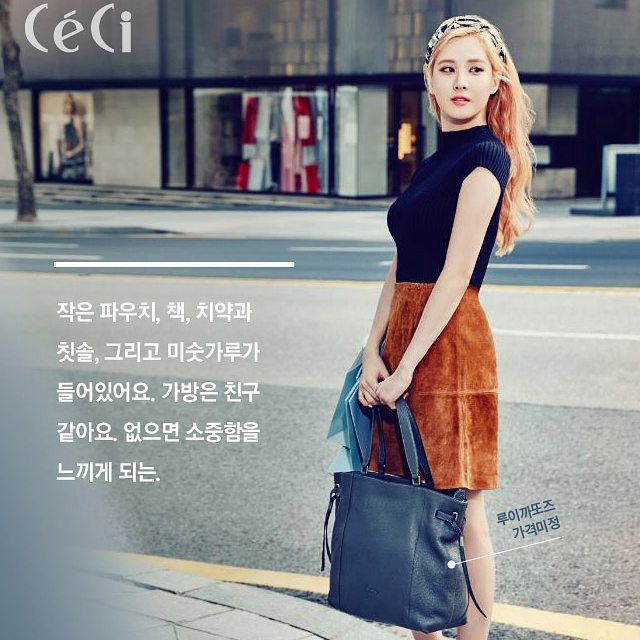 CéCi
작은 파우치, 책, 치약과
칫솔, 그리고 미숫가루가
들어있어요. 가방은 친구
같아요. 없으면 소중함을
느끼게 되는.
루이까또즈
가격미정